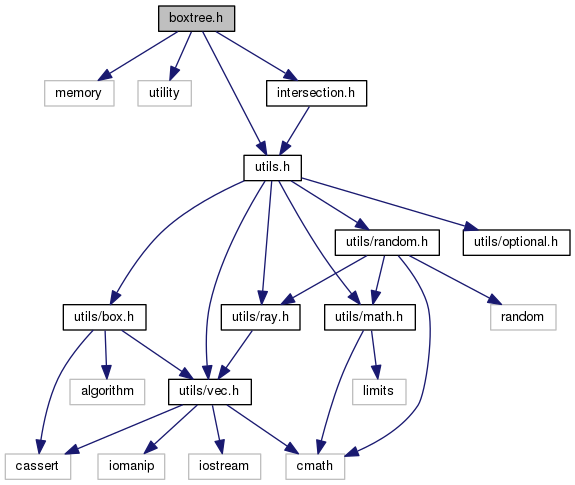 boxtree.h
memory
utility
intersection.h
utils.h
utils/random.h
utils/optional.h
utils/box.h
utils/ray.h
utils/math.h
random
algorithm
utils/vec.h
limits
cassert
iomanip
iostream
cmath